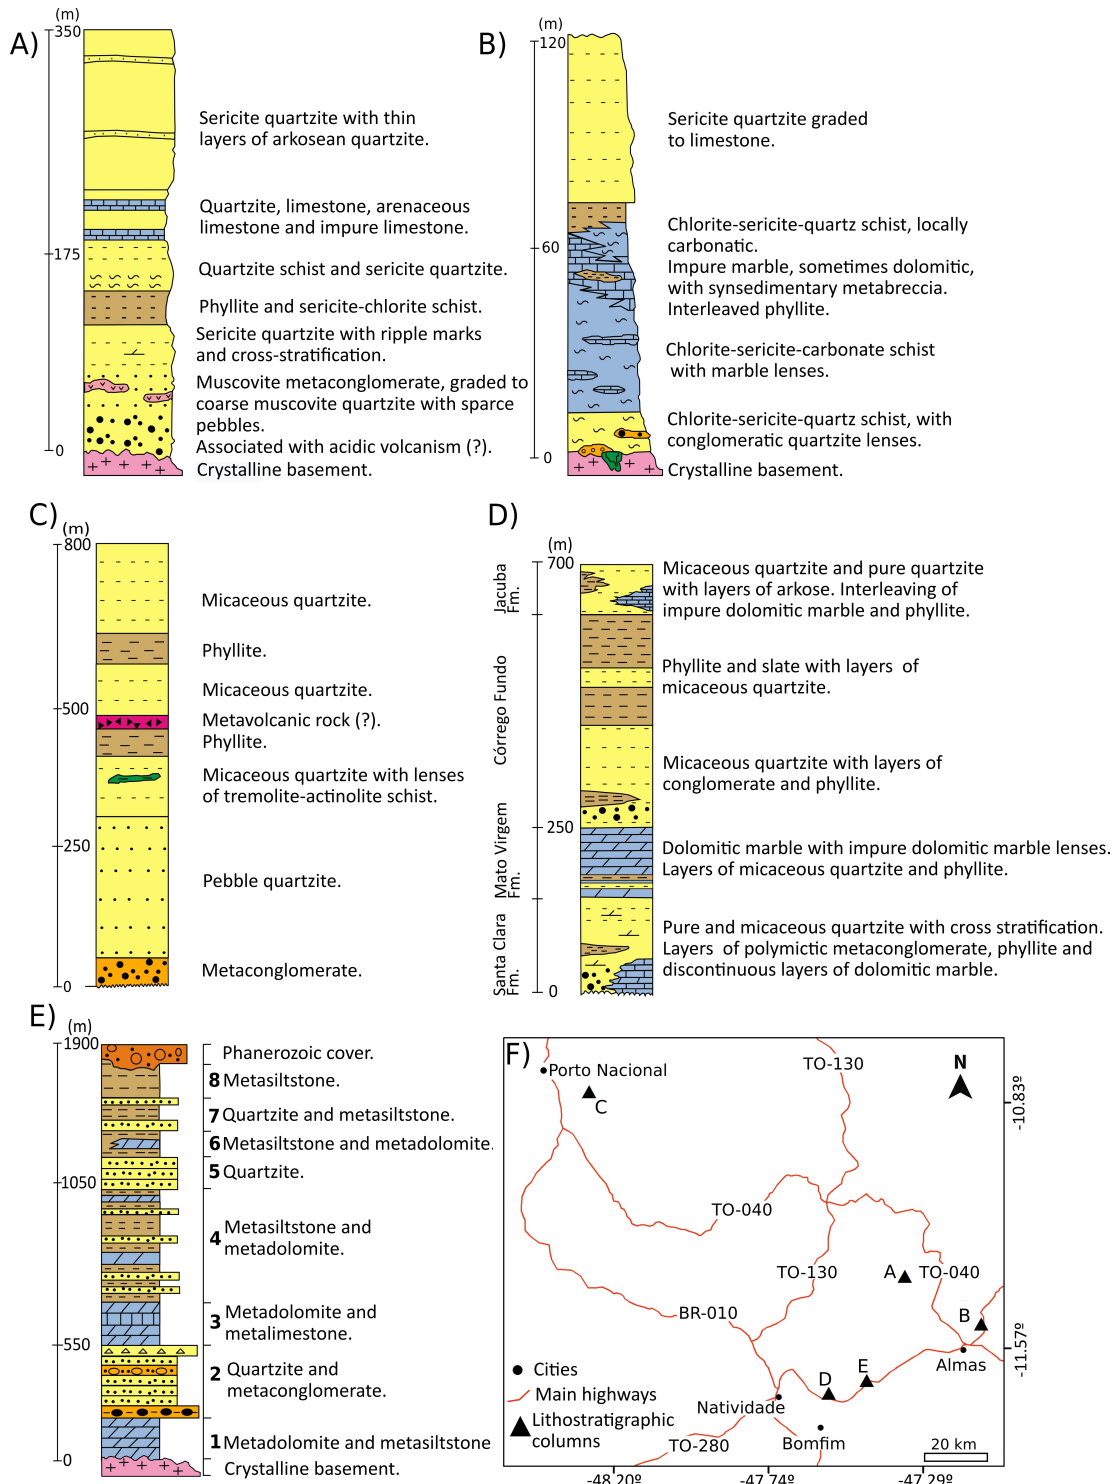 A)
(m)
350
175
0
Sericite quartzite with thin
layers of arkosean quartzite.
Quartzite, limestone, arenaceous
limestone and impure limestone.
Quartzite schist and sericite quartzite.
Phyllite and sericite-chlorite schist.
Sericite quartzite with ripple marks
and cross-stratification.
Muscovite metaconglomerate, graded to
coarse muscovite quartzite with sparce
pebbles.
Associated with acidic volcanism (?).
Crystalline basement.
B)
(m)
120
60
0
Sericite quartzite graded
to limestone.
Chlorite-sericite-quartz schist, locally
carbonatic.
Impure marble, sometimes dolomitic,
with synsedimentary metabreccia.
Interleaved phyllite.
Chlorite-sericite-carbonate schist
with marble lenses.
Chlorite-sericite-quartz schist, with
conglomeratic quartzite lenses.
Crystalline basement.
C)
(m)
800
500
250
0
Micaceous quartzite.
Phyllite.
Micaceous quartzite.
Metavolcanic rock (?).
Phyllite.
Micaceous quartzite with lenses
of tremolite-actinolite schist.
Pebble quartzite.
Metaconglomerate.
D)
(m)
700
250
0
Jacuba
Fm.
Córrego Fundo
Mato Virgem
Fm.
Santa Clara
Fm.
Micaceous quartzite and pure quartzite
with layers of arkose. Interleaving of
impure dolomitic marble and phyllite.
Phyllite and slate with layers of
micaceous quartzite.
Micaceous quartzite with layers of
conglomerate and phyllite.
Dolomitic marble with impure dolomitic marble lenses.
Layers of micaceous quartzite and phyllite.
Pure and micaceous quartzite with cross stratification.
Layers of polymictic metaconglomerate, phyllite and
discontinuous layers of dolomitic marble.
E)
(m)
1900
1050
550
0
Phanerozoic cover.
8 Metasiltstone.
7 Quartzite and metasiltstone.
6 Metasiltstone and metadolomite.
5 Quartzite.
4 Metasiltstone and
metadolomite.
3 Metadolomite and
metalimestone.
2 Quartzite and
metaconglomerate.
1 Metadolomite and metasiltstone
Crystalline basement.
F)
Porto Nacional
C
TO-130
N
-10.83º
TO-040
TO-130
A
TO-040
BR-010
B
-11.57º
Almas
E
D
Natividade
Bomfim
TO-280
Cities
Main highways
Lithostratigraphic
columns
20 km
-48.20º
-47.74º
-47.29º